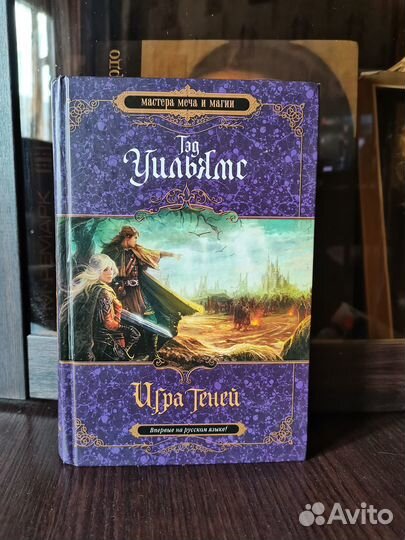 мастера меча и магии
Тэд
Уильямс
Игра Теней
Впервые на русском языке!
Avito